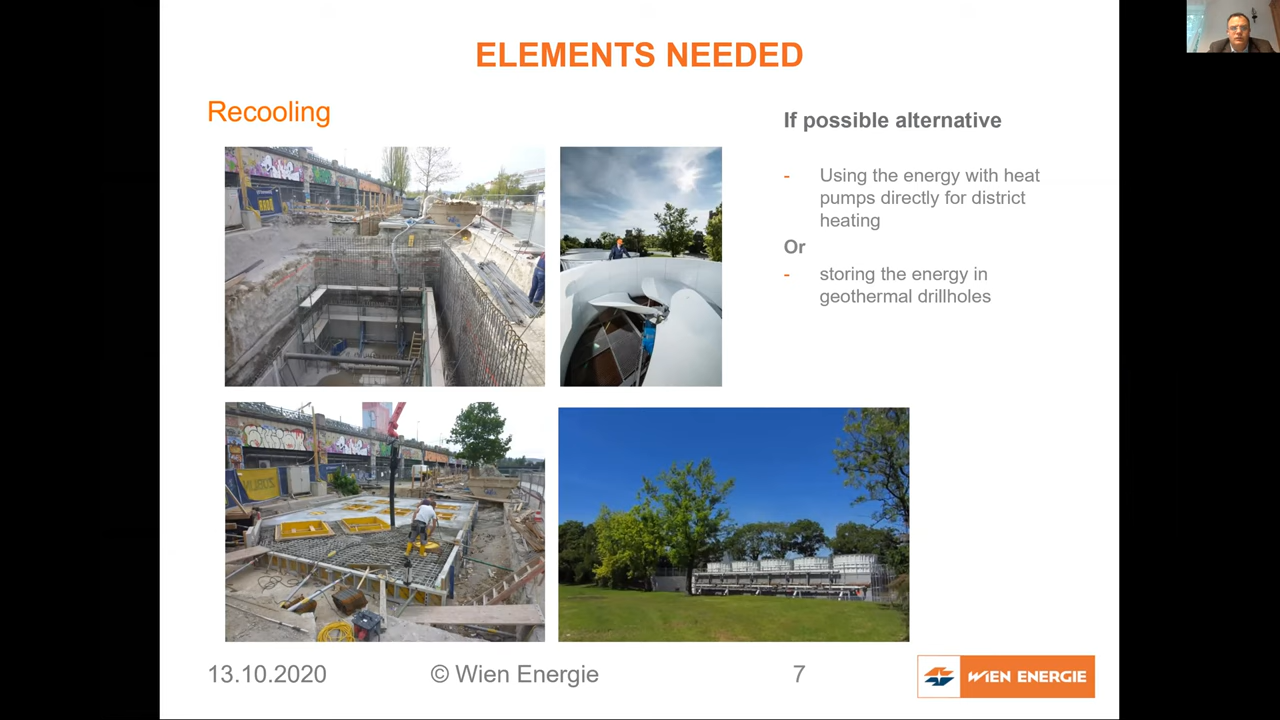 ELEMENTS NEEDED
Recooling
If possible alternative
- Using the energy with heat
pumps directly for district
heating
Or
- storing the energy in
geothermal drillholes
13.10.2020
© Wien Energie
7
WIEN ENERGIE